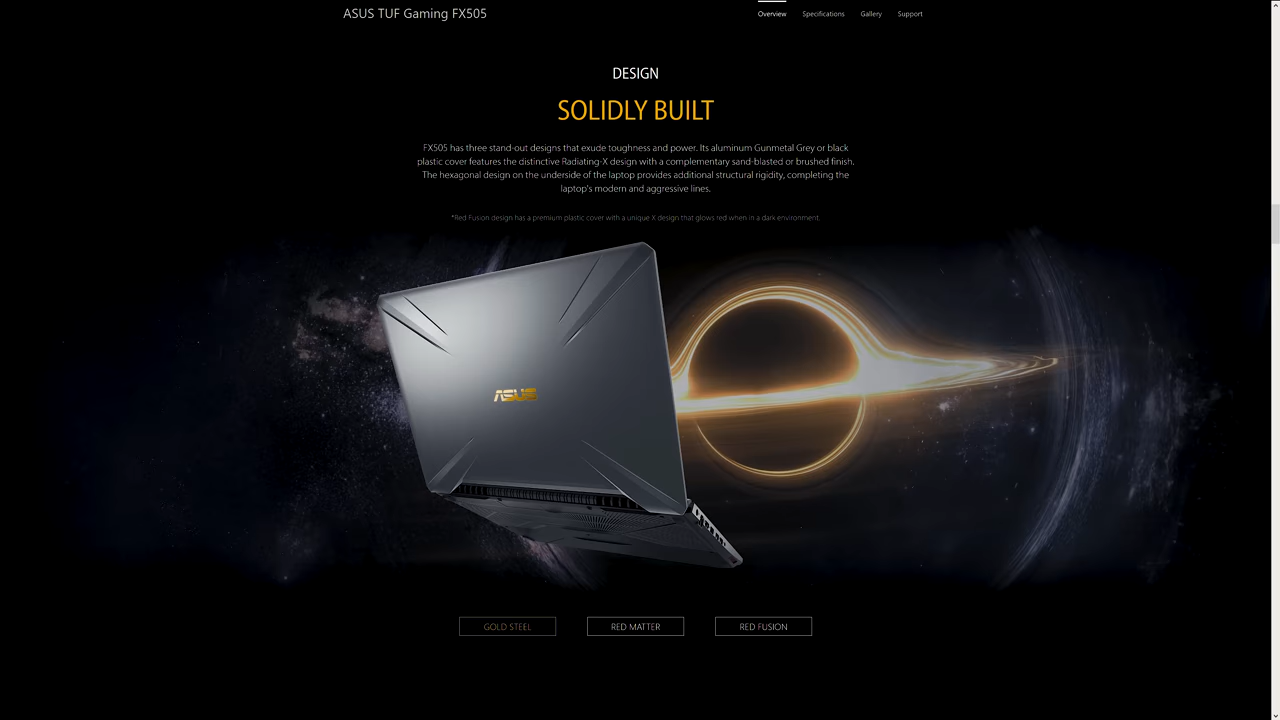 ASUS TUF Gaming FX505
Overview Specifications Gallery Support
DESIGN
SOLIDLY BUILT
FX505 has three stand-out designs that exude toughness and power. Its aluminum Gunmetal Grey or black
plastic cover features the distinctive Radiating-X design with a complementary sand-blasted or brushed finish.
The hexagonal design on the underside of the laptop provides additional structural rigidity, completing the
laptop's modern and aggressive lines.
*Red Fusion design has a premium plastic cover with a unique X design that glows red when in a dark environment.
ASUS
GOLD STEEL RED MATTER RED FUSION